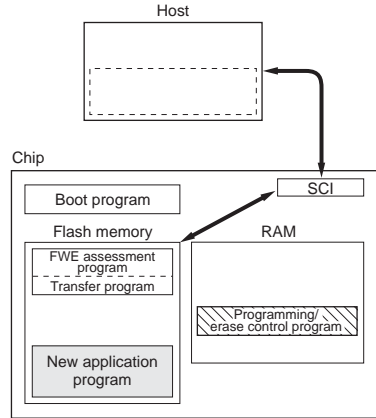 Host
Chip
SCI
Boot program
Flash memory
RAM
FWE assessment
program
Transfer program
Programming/
erase control program
New application
program